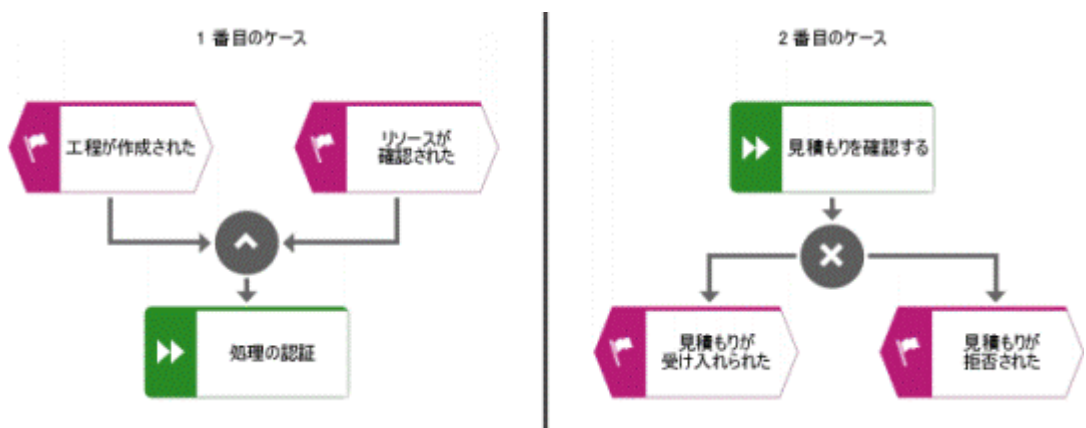 1 番目のケース
工程が作成された
リソースが
確認された
処理の認証
2 番目のケース
見積もりを確認する
見積もりが
受け入れられた
見積もりが
拒否された